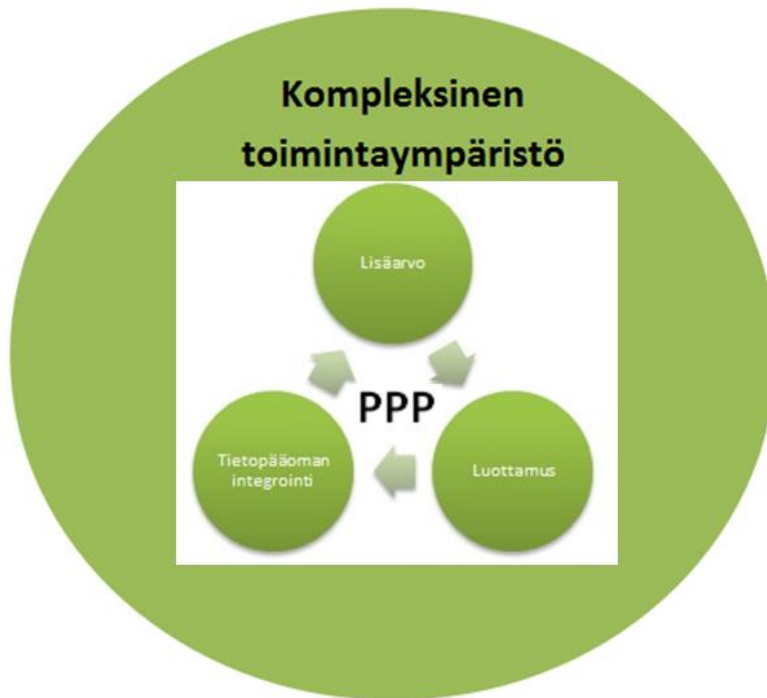 Kompleksinen
toimintaympäristö
Lisäarvo
PPP
Tietopääoman
integrointi
Luottamus